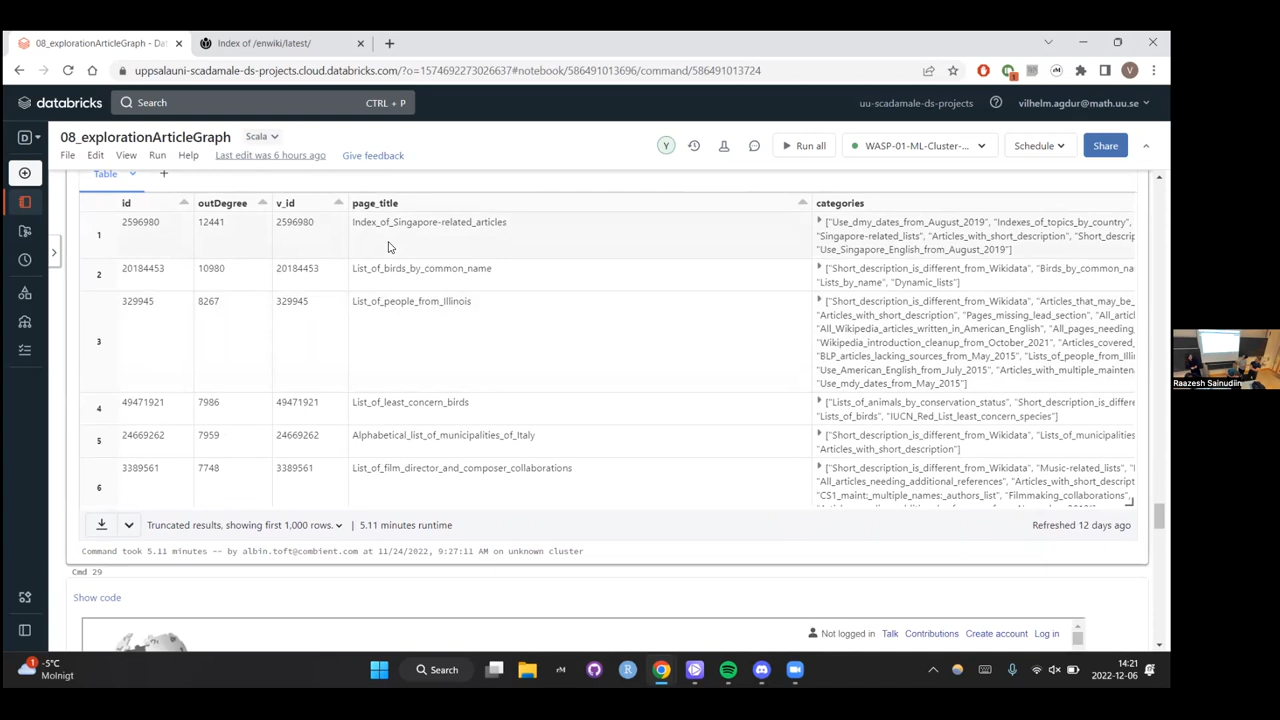 08_explorationArticleGraph - Da
Index of /enwiki/latest/
uppsalauni-scadamale-ds-projects.cloud.databricks.com/?o=1574692273026637#notebook/586491013696/command/586491013724
V
databricks
Search
CTRL + P
uu-scadamale-ds-projects
vilhelm.agdur@math.uu.se
D
08_explorationArticleGraph
Scala
File Edit View Run Help Last edit was 6 hours ago Give feedback
Y
Run all
WASP-01-ML-Cluster-...
Schedule
Share
Table
+
id outDegree v_id page_title categories
1 2596980 12441 2596980 Index_of_Singapore-related_articles ["Use_dmy_dates_from_August_2019", "Indexes_of_topics_by_country",
"Singapore-related_lists", "Articles_with_short_description", "Short_descrip
"Use_Singapore_English_from_August_2019"]
2 20184453 10980 20184453 List_of_birds_by_common_name ["Short_description_is_different_from_Wikidata", "Birds_by_common_na
"Lists_by_name", "Dynamic_lists"]
3 329945 8267 329945 List_of_people_from_Illinois ["Short_description_is_different_from_Wikidata", "Articles_that_may_be_
"Articles_with_short_description", "Pages_missing_lead_section", "All_artic
"All_Wikipedia_articles_written_in_American_English", "All_pages_needing_
"Wikipedia_introduction_cleanup_from_October_2021", "Articles_covered_
"BLP_articles_lacking_sources_from_May_2015", "Lists_of_people_from_Illi
"Use_American_English_from_July_2015", "Articles_with_multiple_mainten
"Use_mdy_dates_from_May_2015"]
4 49471921 7986 49471921 List_of_least_concern_birds ["Lists_of_animals_by_conservation_status", "Short_description_is_differe
"Lists_of_birds", "IUCN_Red_List_least_concern_species"]
5 24669262 7959 24669262 Alphabetical_list_of_municipalities_of_Italy ["Short_description_is_different_from_Wikidata", "Lists_of_municipalities
"Articles_with_short_description"]
6 3389561 7748 3389561 List_of_film_director_and_composer_collaborations ["Short_description_is_different_from_Wikidata", "Music-related_lists", "
"All_articles_needing_additional_references", "Articles_with_short_descript
"CS1_maint:_multiple_names:_authors_list", "Filmmaking_collaborations",
Truncated results, showing first 1,000 rows.
5.11 minutes runtime
Refreshed 12 days ago
Command took 5.11 minutes -- by albin.toft@combient.com at 11/24/2022, 9:27:11 AM on unknown cluster
Cmd 29
Show code
Not logged in Talk Contributions Create account Log in
Raazesh Sainudiin
1
-5°C
Molnigt
Search
rM
R
14:21
2022-12-06